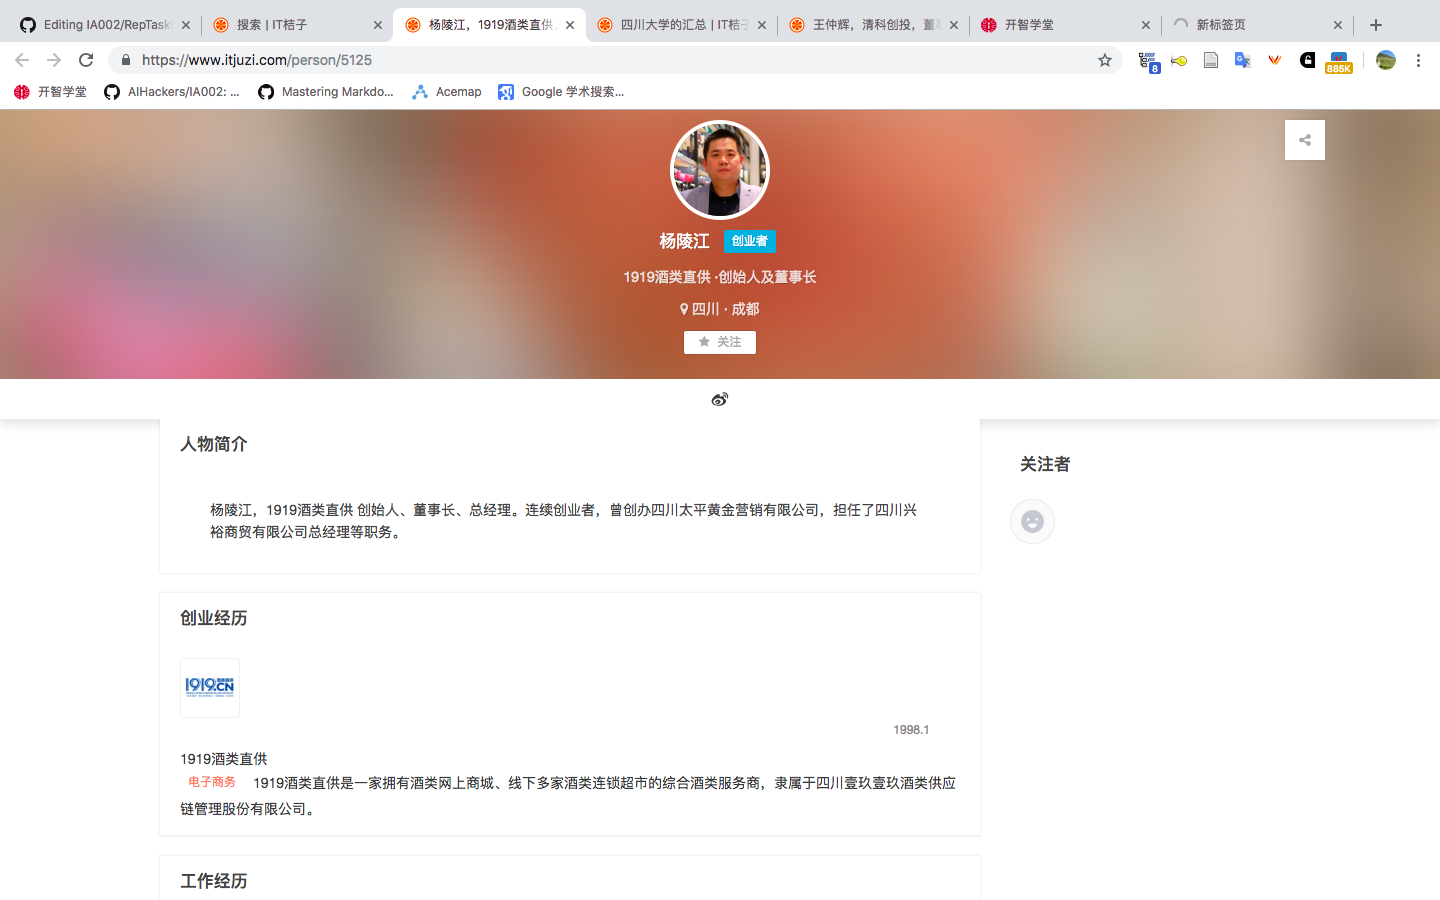 Editing IA002/RepTask
搜索 | IT桔子
杨陵江，1919酒类直供
四川大学的汇总 | IT桔子
王仲辉，清科创投，董
开智学堂
新标签页
https://www.itjuzi.com/person/5125
8
885K
开智学堂
AIHackers/IA002: ...
Mastering Markdo...
Acemap
Google 学术搜索...
杨陵江 创业者
1919酒类直供 ·创始人及董事长
四川 · 成都
关注
人物简介
关注者
杨陵江，1919酒类直供 创始人、董事长、总经理。连续创业者，曾创办四川太平黄金营销有限公司，担任了四川兴
裕商贸有限公司总经理等职务。
创业经历
1919.CN
1998.1
1919酒类直供
电子商务 1919酒类直供是一家拥有酒类网上商城、线下多家酒类连锁超市的综合酒类服务商，隶属于四川壹玖壹玖酒类供应
链管理股份有限公司。
工作经历